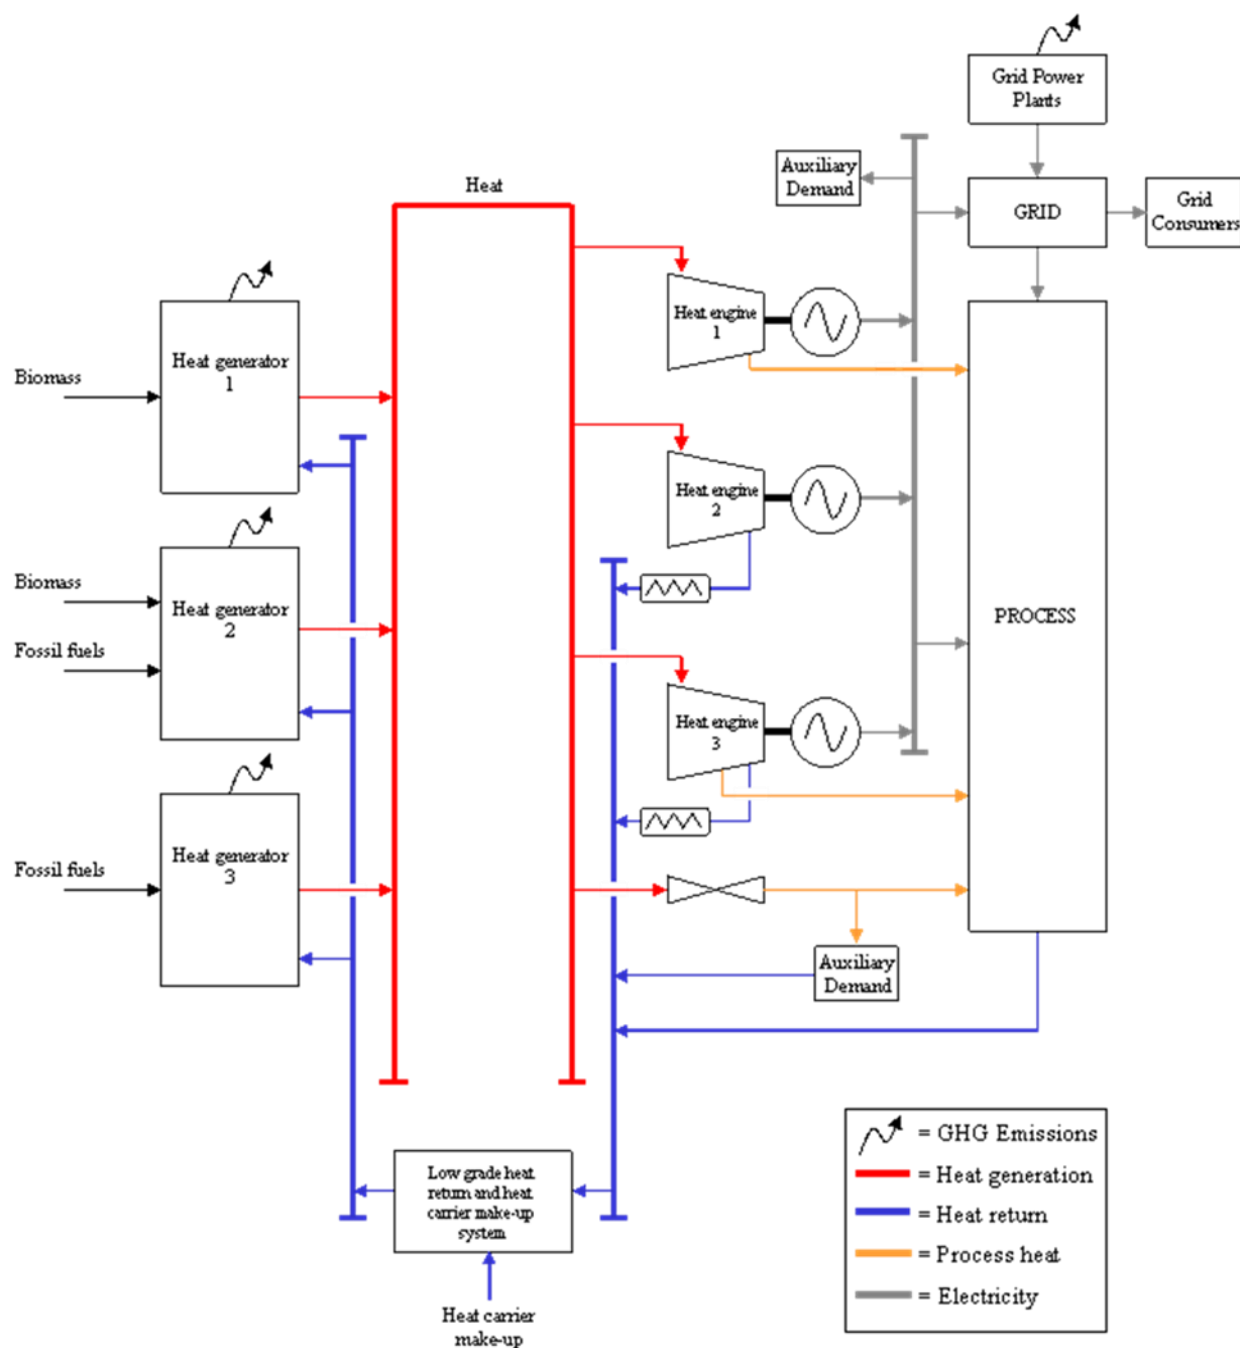 Grid Power
Plants
Auxiliary
Demand
GRID
Grid
Consumers
Heat
Heat generator
1
Biomass
Heat engine
1
Heat engine
2
Biomass
Fossil fuels
Heat generator
2
PROCESS
Heat engine
3
Fossil fuels
Heat generator
3
Auxiliary
Demand
Low grade heat
return and heat
carrier make-up
system
Heat carrier
make-up
= GHG Emissions
= Heat generation
= Heat return
= Process heat
= Electricity